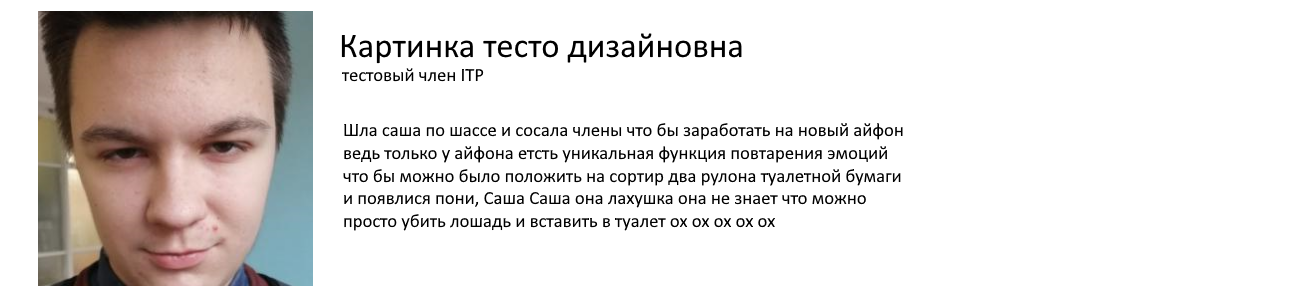 Картинка тесто дизайновна
тестовый член ITP
Шла саша по шассе и сосала члены что бы заработать на новый айфон
ведь только у айфона етсть уникальная функция повтарения эмоций
что бы можно было положить на сортир два рулона туалетной бумаги
и появлися пони, Саша Саша она лахушка она не знает что можно
просто убить лошадь и вставить в туалет ох ох ох ох ох